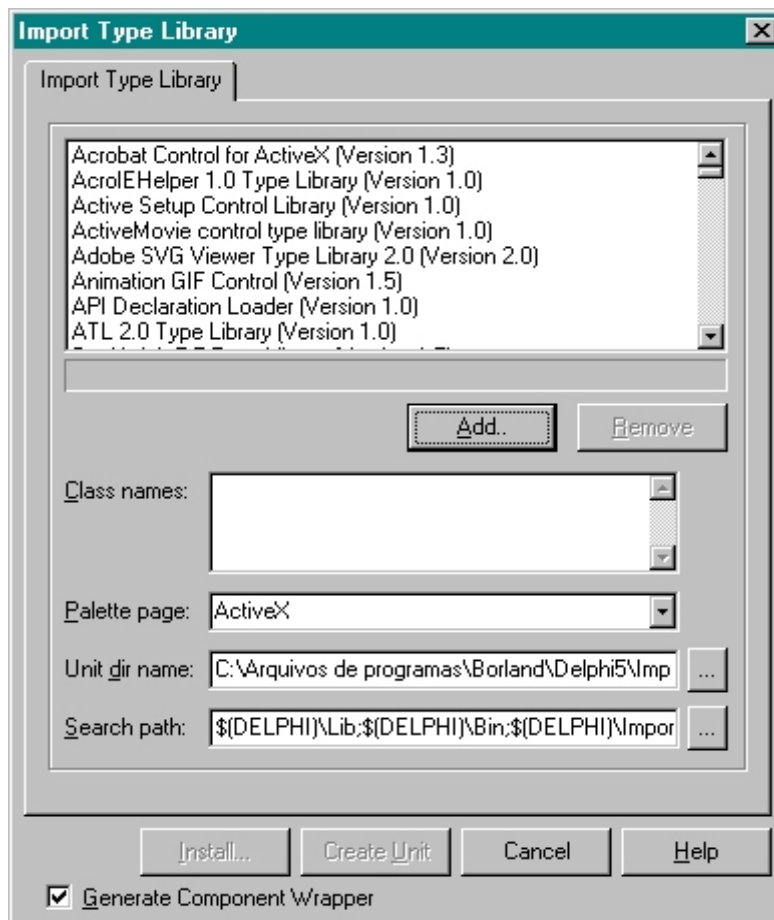 Import Type Library
Import Type Library
Acrobat Control for ActiveX (Version 1.3)
AcroIEHelper 1.0 Type Library (Version 1.0)
Active Setup Control Library (Version 1.0)
ActiveMovie control type library (Version 1.0)
Adobe SVG Viewer Type Library 2.0 (Version 2.0)
Animation GIF Control (Version 1.5)
API Declaration Loader (Version 1.0)
ATL 2.0 Type Library (Version 1.0)
Add.. Remove
Class names:
Palette page: ActiveX
Unit dir name: C:\Arquivos de programas\Borland\Delphi5\Imp ...
Search path: $(DELPHI)\Lib;$(DELPHI)\Bin;$(DELPHI)\Impor ...
Install... Create Unit Cancel Help
Generate Component Wrapper